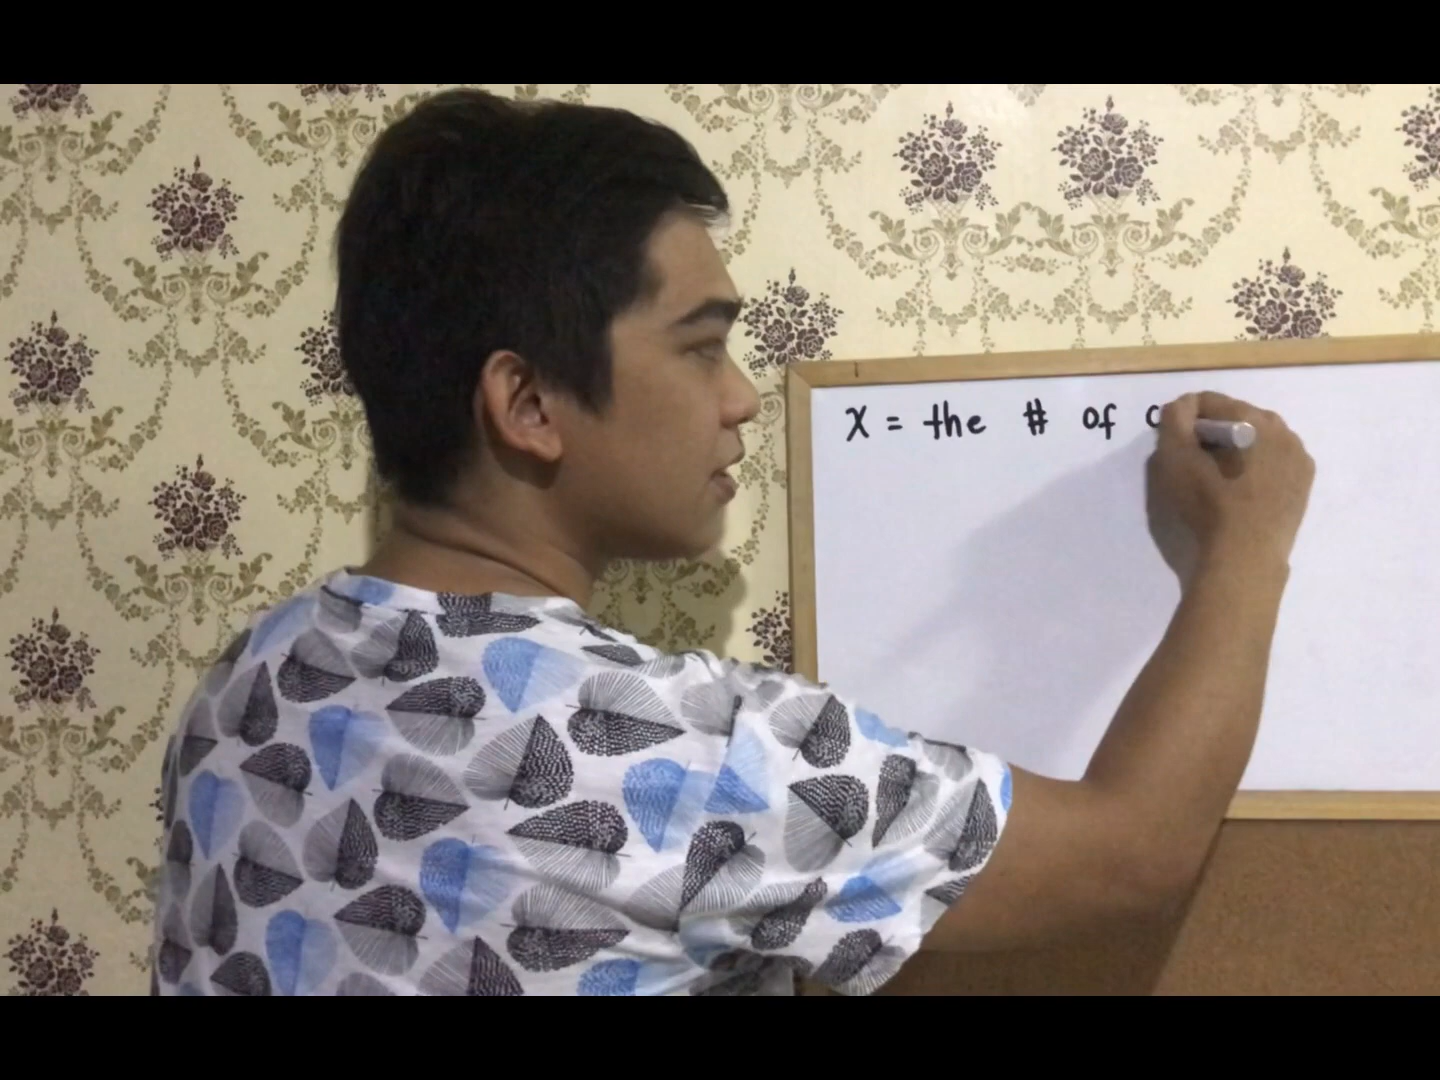 x = the # of